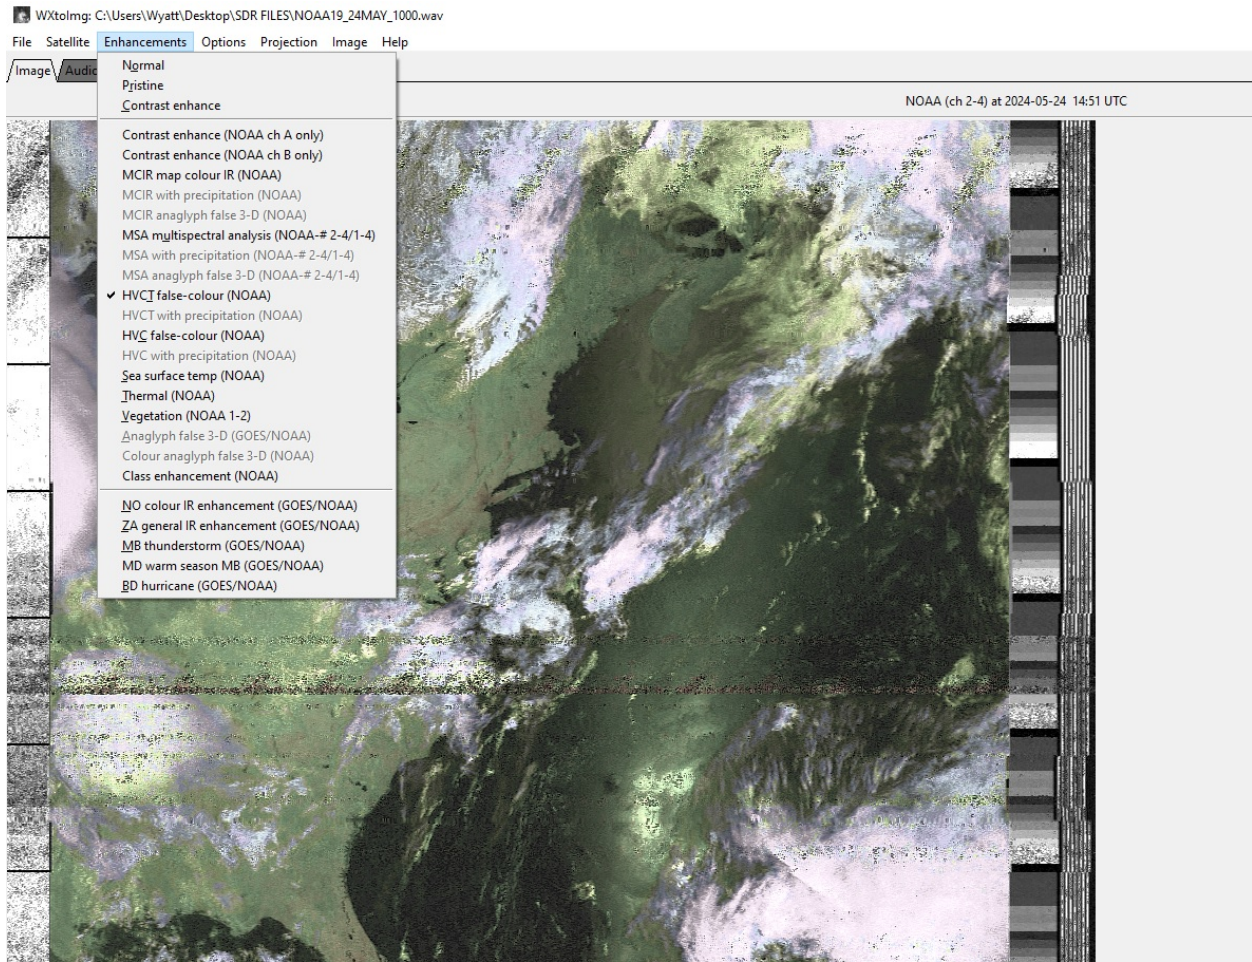 WXtoImg: C:\Users\Wyatt\Desktop\SDR FILES\NOAA19_24MAY_1000.wav
File Satellite Enhancements Options Projection Image Help
Image Audio
NOAA (ch 2-4) at 2024-05-24 14:51 UTC
Normal
Pristine
Contrast enhance
Contrast enhance (NOAA ch A only)
Contrast enhance (NOAA ch B only)
MCIR map colour IR (NOAA)
MCIR with precipitation (NOAA)
MCIR anaglyph false 3-D (NOAA)
MSA multispectral analysis (NOAA-# 2-4/1-4)
MSA with precipitation (NOAA-# 2-4/1-4)
MSA anaglyph false 3-D (NOAA-# 2-4/1-4)
HVCT false-colour (NOAA)
HVCT with precipitation (NOAA)
HVC false-colour (NOAA)
HVC with precipitation (NOAA)
Sea surface temp (NOAA)
Thermal (NOAA)
Vegetation (NOAA 1-2)
Anaglyph false 3-D (GOES/NOAA)
Colour anaglyph false 3-D (NOAA)
Class enhancement (NOAA)
NO colour IR enhancement (GOES/NOAA)
ZA general IR enhancement (GOES/NOAA)
MB thunderstorm (GOES/NOAA)
MD warm season MB (GOES/NOAA)
BD hurricane (GOES/NOAA)